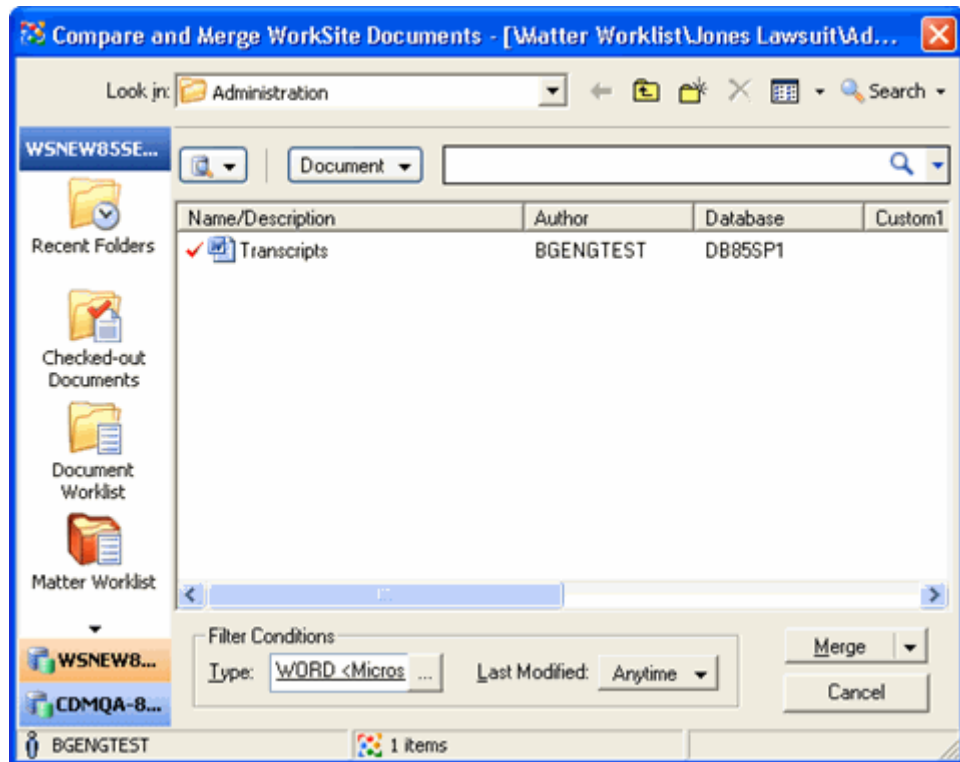 Compare and Merge WorkSite Documents - [\Matter Worklist\Jones Lawsuit\Ad...
Look in: Administration Search
WSNEW85SE...
Document
Name/Description Author Database Custom1
Recent Folders
Transcripts BGENGTEST DB85SP1
Checked-out
Documents
Document
Worklist
Matter Worklist
Filter Conditions
Type: WORD <Micros ... Last Modified: Anytime
Merge
Cancel
WSNEW8...
CDMQA-8...
BGENGTEST 1 items